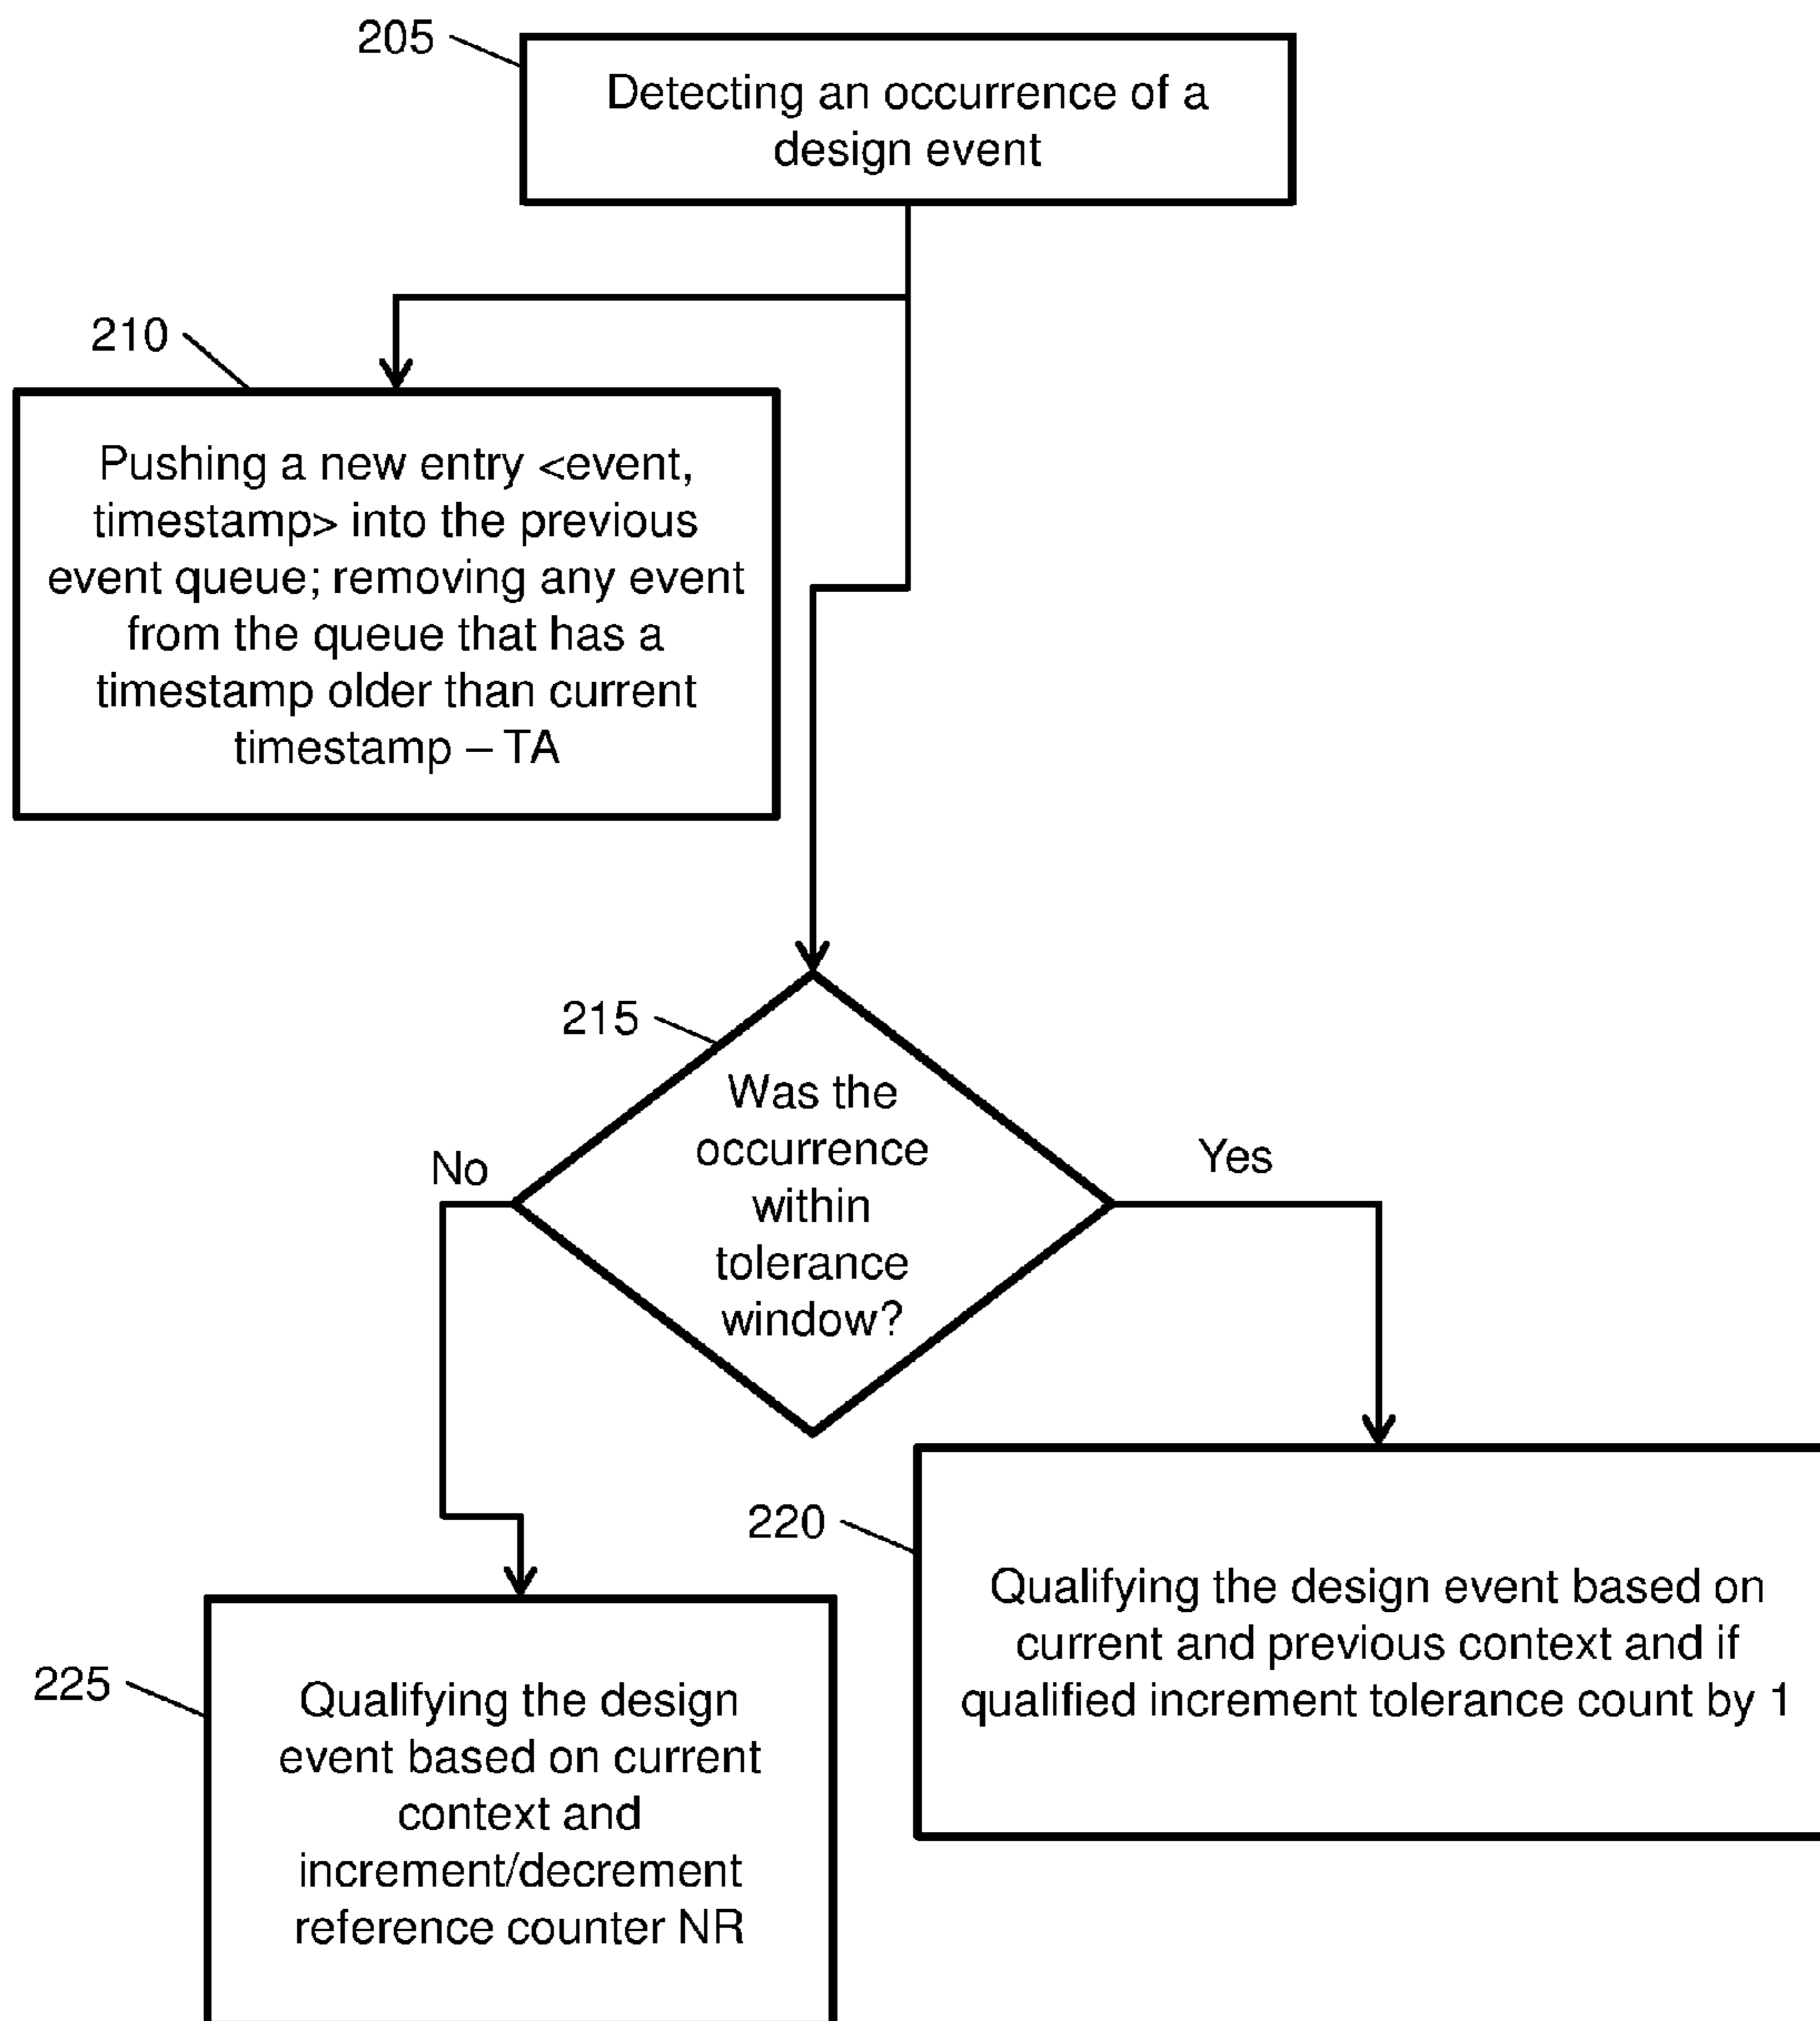 205
Detecting an occurrence of a
design event
210
Pushing a new entry <event,
timestamp> into the previous
event queue; removing any event
from the queue that has a
timestamp older than current
timestamp – TA
215
Was the
occurrence
within
tolerance
window?
No
Yes
220
Qualifying the design event based on
current and previous context and if
qualified increment tolerance count by 1
225
Qualifying the design
event based on current
context and
increment/decrement
reference counter NR